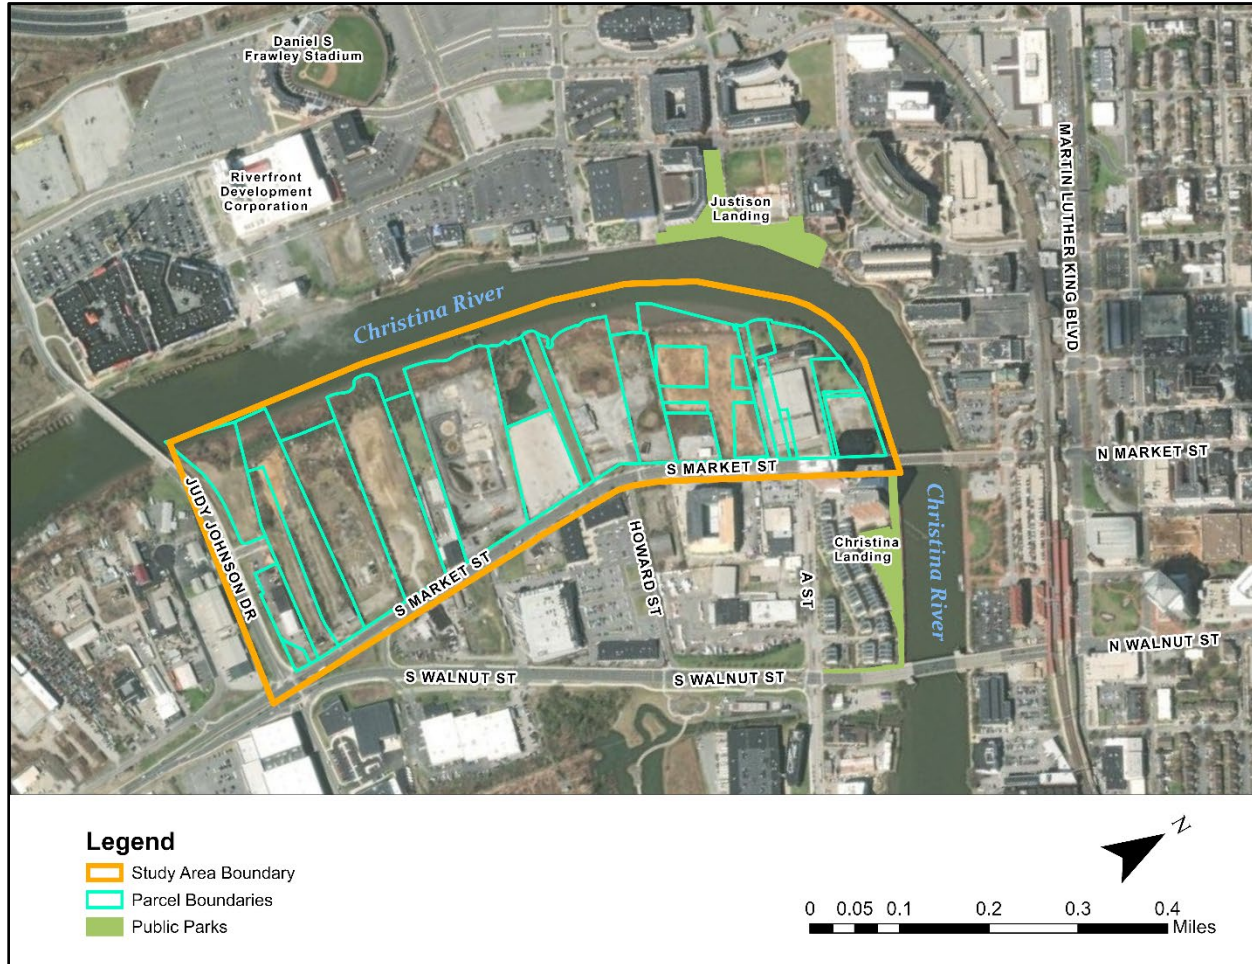 Daniel S
Frawley Stadium
Riverfront
Development
Corporation
Justison
Landing
MARTIN LUTHER KING BLVD
Christina River
S MARKET ST
N MARKET ST
JUDY JOHNSON DR
S MARKET ST
HOWARD ST
A ST
Christina
Landing
Christina River
S WALNUT ST
S WALNUT ST
N WALNUT ST
Legend
Study Area Boundary
Parcel Boundaries
Public Parks
N
0 0.05 0.1 0.2 0.3 0.4
Miles